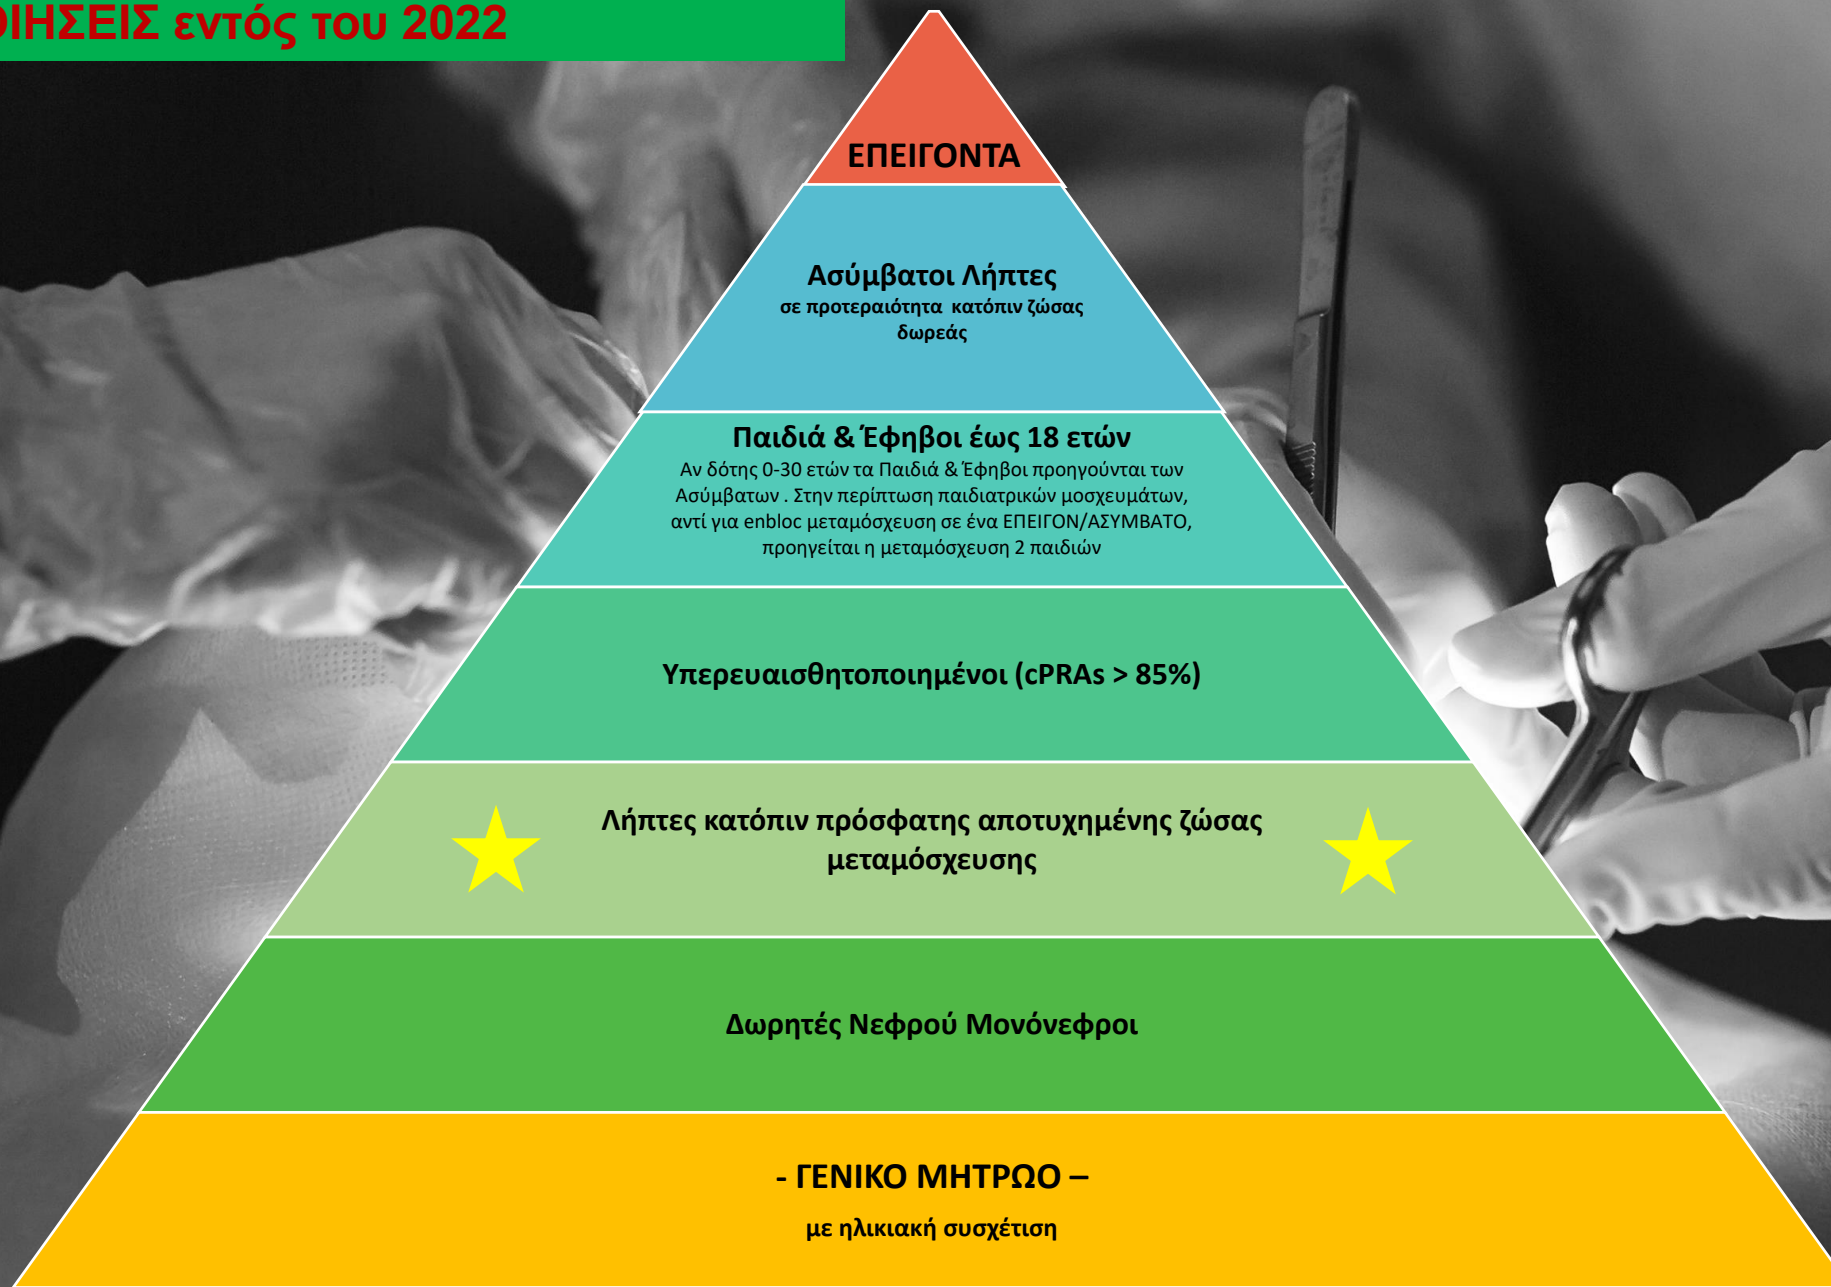 εντός του 2022
ΕΠΕΙΓΟΝΤΑ
Ασύμβατοι Λήπτες
σε προτεραιότητα κατόπιν ζώσας
δωρεάς
Παιδιά & Έφηβοι έως 18 ετών
Αν δότης 0-30 ετών τα Παιδιά & Έφηβοι προηγούνται των
Ασύμβατων . Στην περίπτωση παιδιατρικών μοσχευμάτων,
αντί για enbloc μεταμόσχευση σε ένα ΕΠΕΙΓΟΝ/ΑΣΥΜΒΑΤΟ,
προηγείται η μεταμόσχευση 2 παιδιών
Υπερευαισθητοποιημένοι (cPRAs > 85%)
Λήπτες κατόπιν πρόσφατης αποτυχημένης ζώσας
μεταμόσχευσης
Δωρητές Νεφρού Μονόνεφροι
- ΓΕΝΙΚΟ ΜΗΤΡΩΟ –
με ηλικιακή συσχέτιση